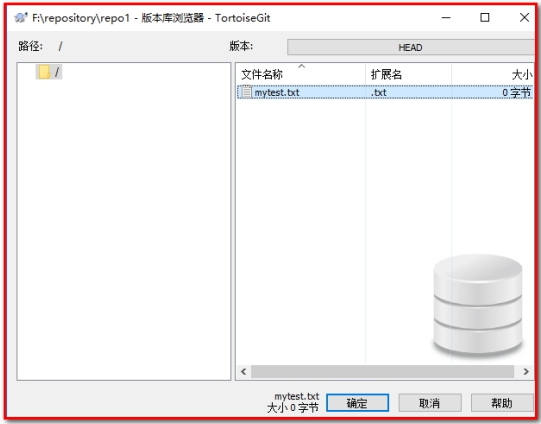 F:\repository\repo1 - 版本库浏览器 - TortoiseGit
路径: / 版本: HEAD
/
文件名称 扩展名 大小
mytest.txt .txt 0 字节
mytest.txt
大小 0 字节
确定 取消 帮助